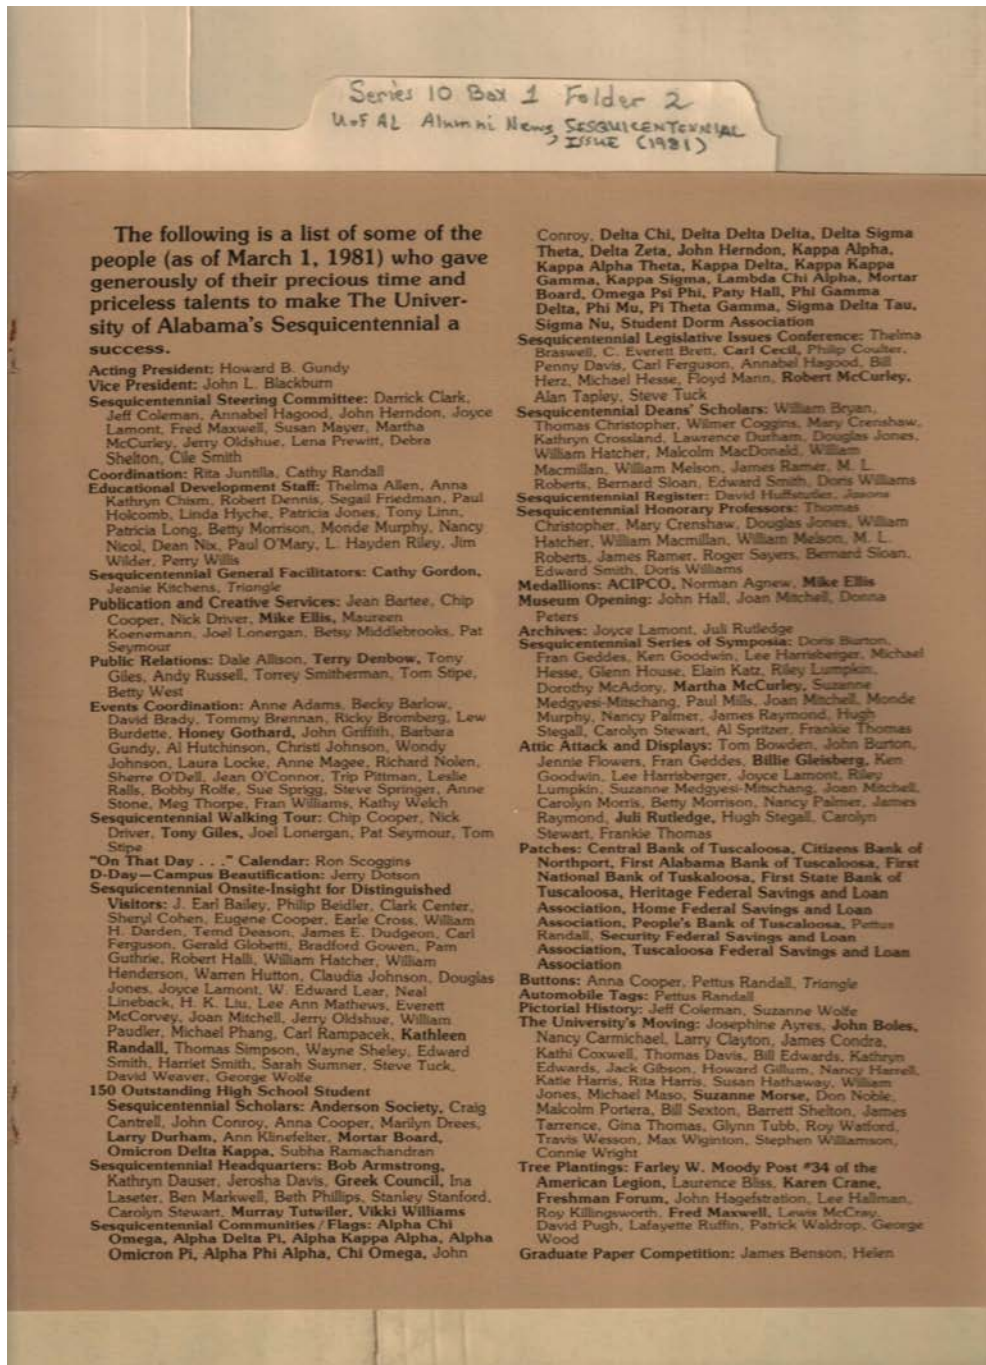 Series 10 Box 1 Folder 2
U of AL Alumni News, SESQUICENTENNIAL
ISSUE (1981)
The following is a list of some of the
people (as of March 1, 1981) who gave
generously of their precious time and
priceless talents to make The Univer-
sity of Alabama's Sesquicentennial a
success.
Acting President: Howard B. Gundy
Vice President: John L. Blackburn
Sesquicentennial Steering Committee: Darrick Clark,
Jeff Coleman, Annabel Hagood, John Herndon, Joyce
Lamont, Fred Maxwell, Susan Mayer, Martha
McCurley, Jerry Oldshue, Lena Prewitt, Debra
Shelton, Cile Smith
Coordination: Rita Juntilla, Cathy Randall
Educational Development Staff: Thelma Allen, Anna
Kathryn Chism, Robert Dennis, Segail Friedman, Paul
Holcomb, Linda Hyche, Patricia Jones, Tony Linn,
Patricia Long, Betty Morrison, Monde Murphy, Nancy
Nicol, Dean Nix, Paul O'Mary, L. Hayden Riley, Jim
Wilder, Perry Willis
Sesquicentennial General Facilitators: Cathy Gordon,
Jeanie Kitchens, Triangle
Publication and Creative Services: Jean Bartee, Chip
Cooper, Nick Driver, Mike Ellis, Maureen
Koenemann, Joel Lonergan, Betsy Middlebrooks, Pat
Seymour
Public Relations: Dale Allison, Terry Denbow, Tony
Giles, Andy Russell, Torrey Smitherman, Tom Stipe,
Betty West
Events Coordination: Anne Adams, Becky Barlow,
David Brady, Tommy Brennan, Ricky Bromberg, Lew
Burdette, Honey Gothard, John Griffith, Barbara
Gundy, Al Hutchinson, Christi Johnson, Wondy
Johnson, Laura Locke, Anne Magee, Richard Nolen,
Sherre O'Dell, Jean O'Connor, Trip Pittman, Leslie
Ralls, Bobby Rolfe, Sue Sprigg, Steve Springer, Anne
Stone, Meg Thorpe, Fran Williams, Kathy Welch
Sesquicentennial Walking Tour: Chip Cooper, Nick
Driver, Tony Giles, Joel Lonergan, Pat Seymour, Tom
Stipe
"On That Day . . ." Calendar: Ron Scoggins
D-Day—Campus Beautification: Jerry Dotson
Sesquicentennial Onsite-Insight for Distinguished
Visitors: J. Earl Bailey, Philip Beidler, Clark Center,
Sheryl Cohen, Eugene Cooper, Earle Cross, William
H. Darden, Temd Deason, James E. Dudgeon, Carl
Ferguson, Gerald Globetti, Bradford Gowen, Pam
Guthrie, Robert Halli, William Hatcher, William
Henderson, Warren Hutton, Claudia Johnson, Douglas
Jones, Joyce Lamont, W. Edward Lear, Neal
Lineback, H. K. Liu, Lee Ann Mathews, Everett
McCorvey, Joan Mitchell, Jerry Oldshue, William
Paudler, Michael Phang, Carl Rampacek, Kathleen
Randall, Thomas Simpson, Wayne Sheley, Edward
Smith, Harriet Smith, Sarah Sumner, Steve Tuck,
David Weaver, George Wolfe
150 Outstanding High School Student
Sesquicentennial Scholars: Anderson Society, Craig
Cantrell, John Conroy, Anna Cooper, Marilyn Drees,
Larry Durham, Ann Klinefelter, Mortar Board,
Omicron Delta Kappa, Subha Ramachandran
Sesquicentennial Headquarters: Bob Armstrong,
Kathryn Dauser, Jerosha Davis, Greek Council, Ina
Laseter, Ben Markwell, Beth Phillips, Stanley Stanford,
Carolyn Stewart, Murray Tutwiler, Vikki Williams
Sesquicentennial Communities/Flags: Alpha Chi
Omega, Alpha Delta Pi, Alpha Kappa Alpha, Alpha
Omicron Pi, Alpha Phi Alpha, Chi Omega, John
Conroy, Delta Chi, Delta Delta Delta, Delta Sigma
Theta, Delta Zeta, John Herndon, Kappa Alpha,
Kappa Alpha Theta, Kappa Delta, Kappa Kappa
Gamma, Kappa Sigma, Lambda Chi Alpha, Mortar
Board, Omega Psi Phi, Paty Hall, Phi Gamma
Delta, Phi Mu, Pi Theta Gamma, Sigma Delta Tau,
Sigma Nu, Student Dorm Association
Sesquicentennial Legislative Issues Conference: Thelma
Braswell, C. Everett Brett, Carl Cecil, Philip Coulter,
Penny Davis, Carl Ferguson, Annabel Hagood, Bill
Herz, Michael Hesse, Floyd Mann, Robert McCurley,
Alan Tapley, Steve Tuck
Sesquicentennial Deans' Scholars: William Bryan,
Thomas Christopher, Wilmer Coggins, Mary Crenshaw,
Kathryn Crossland, Lawrence Durham, Douglas Jones,
William Hatcher, Malcolm MacDonald, William
Macmillan, William Melson, James Ramer, M. L.
Roberts, Bernard Sloan, Edward Smith, Doris Williams
Sesquicentennial Register: David Huffstutler, Jasons
Sesquicentennial Honorary Professors: Thomas
Christopher, Mary Crenshaw, Douglas Jones, William
Hatcher, William Macmillan, William Melson, M. L.
Roberts, James Ramer, Roger Sayers, Bernard Sloan,
Edward Smith, Doris Williams
Medallions: ACIPCO, Norman Agnew, Mike Ellis
Museum Opening: John Hall, Joan Mitchell, Donna
Peters
Archives: Joyce Lamont, Juli Rutledge
Sesquicentennial Series of Symposia: Doris Burton,
Fran Geddes, Ken Goodwin, Lee Harrisberger, Michael
Hesse, Glenn House, Elain Katz, Riley Lumpkin,
Dorothy McAdory, Martha McCurley, Suzanne
Medgyesi-Mitschang, Paul Mills, Joan Mitchell, Monde
Murphy, Nancy Palmer, James Raymond, Hugh
Stegall, Carolyn Stewart, Al Spritzer, Frankie Thomas
Attic Attack and Displays: Tom Bowden, John Burton,
Jennie Flowers, Fran Geddes, Billie Gleisberg, Ken
Goodwin, Lee Harrisberger, Joyce Lamont, Riley
Lumpkin, Suzanne Medgyesi-Mitschang, Joan Mitchell,
Carolyn Morris, Betty Morrison, Nancy Palmer, James
Raymond, Juli Rutledge, Hugh Stegall, Carolyn
Stewart, Frankie Thomas
Patches: Central Bank of Tuscaloosa, Citizens Bank of
Northport, First Alabama Bank of Tuscaloosa, First
National Bank of Tuskaloosa, First State Bank of
Tuscaloosa, Heritage Federal Savings and Loan
Association, Home Federal Savings and Loan
Association, People's Bank of Tuscaloosa, Pettus
Randall, Security Federal Savings and Loan
Association, Tuscaloosa Federal Savings and Loan
Association
Buttons: Anna Cooper, Pettus Randall, Triangle
Automobile Tags: Pettus Randall
Pictorial History: Jeff Coleman, Suzanne Wolfe
The University's Moving: Josephine Ayres, John Boles,
Nancy Carmichael, Larry Clayton, James Condra,
Kathi Coxwell, Thomas Davis, Bill Edwards, Kathryn
Edwards, Jack Gibson, Howard Gillum, Nancy Harrell,
Katie Harris, Rita Harris, Susan Hathaway, William
Jones, Michael Maso, Suzanne Morse, Don Noble,
Malcolm Portera, Bill Sexton, Barrett Shelton, James
Tarrence, Gina Thomas, Glynn Tubb, Roy Watford,
Travis Wesson, Max Wiginton, Stephen Williamson,
Connie Wright
Tree Plantings: Farley W. Moody Post #34 of the
American Legion, Laurence Bliss, Karen Crane,
Freshman Forum, John Hagefstration, Lee Hallman,
Roy Killingsworth, Fred Maxwell, Lewis McCray,
David Pugh, Lafayette Ruffin, Patrick Waldrop, George
Wood
Graduate Paper Competition: James Benson, Helen